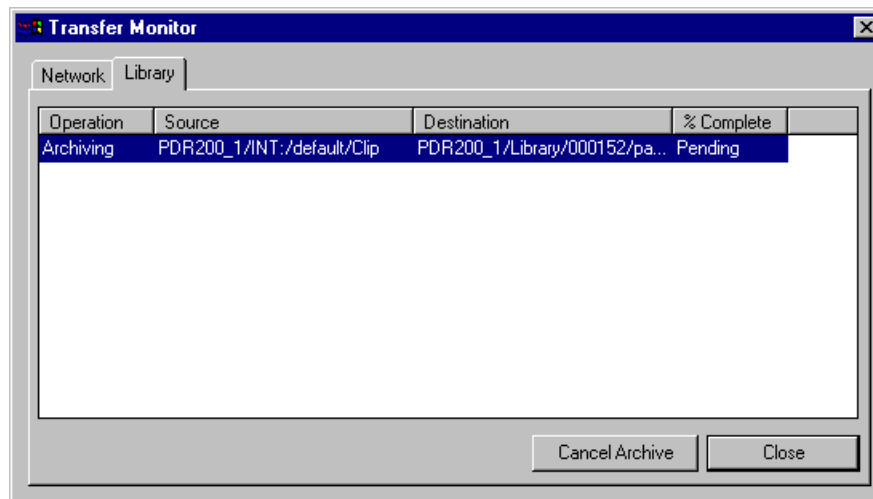 Transfer Monitor
Network Library
Operation Source Destination % Complete
Archiving PDR200_1/INT:/default/Clip PDR200_1/Library/000152/pa... Pending
Cancel Archive Close